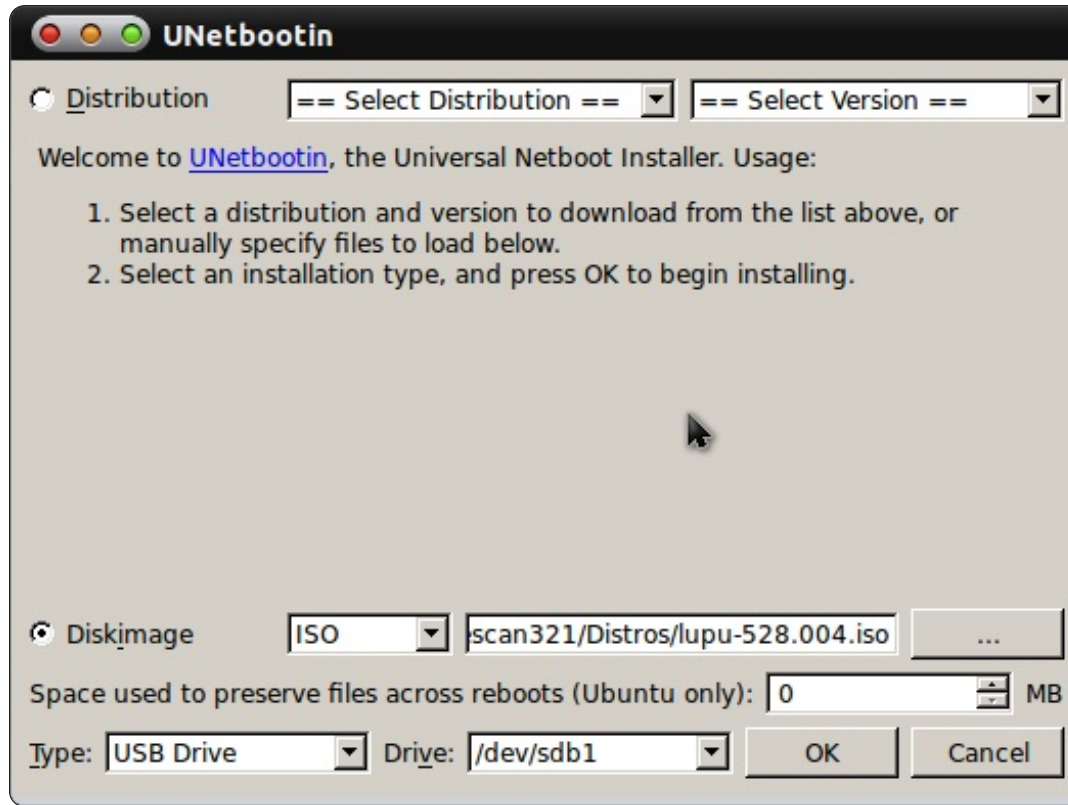 UNetbootin
Distribution == Select Distribution == == Select Version ==
Welcome to UNetbootin, the Universal Netboot Installer. Usage:
1. Select a distribution and version to download from the list above, or
manually specify files to load below.
2. Select an installation type, and press OK to begin installing.
Diskimage ISO escan321/Distros/lupu-528.004.iso ...
Space used to preserve files across reboots (Ubuntu only): 0 MB
Type: USB Drive Drive: /dev/sdb1 OK Cancel